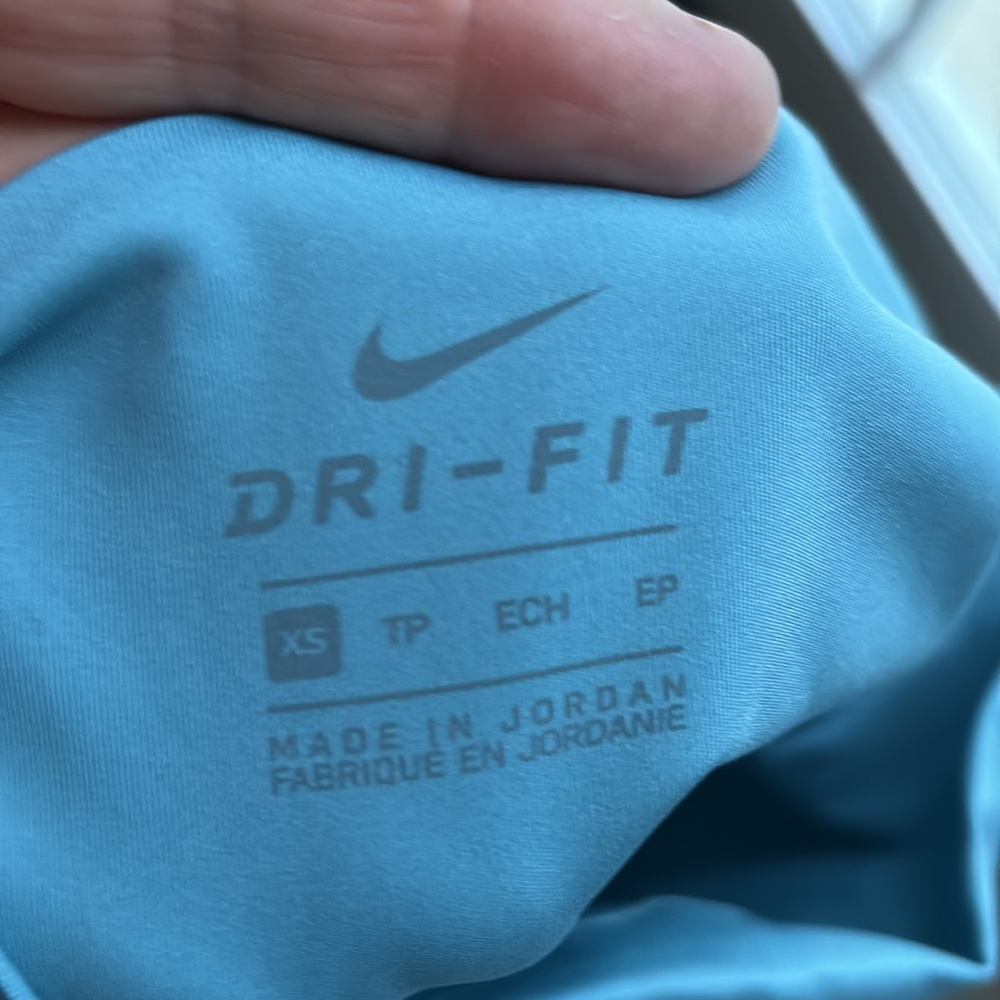 DRI-FIT
XS TP ECH EP
MADE IN JORDAN
FABRIQUÉ EN JORDANIE